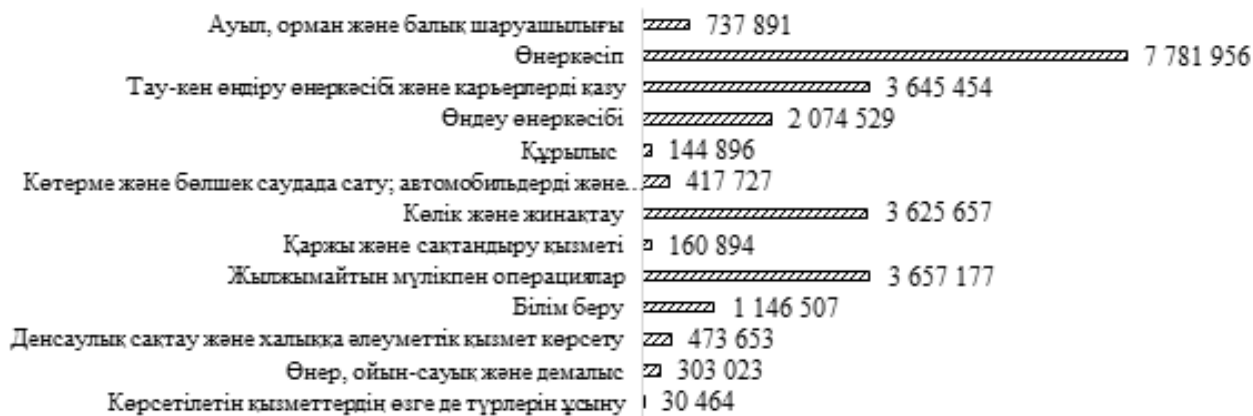 Ауыл, орман және балық шаруашылығы 737 891
Өнеркәсіп 7 781 956
Тау-кен өндіру өнеркәсібі және карьерлерді қазу 3 645 454
Өңдеу өнеркәсібі 2 074 529
Құрылыс 144 896
Көтерме және бөлшек саудада сату; автомобильдерді және... 417 727
Көлік және жинақтау 3 625 657
Қаржы және сақтандыру қызметі 160 894
Жылжымайтын мүлікпен операциялар 3 657 177
Білім беру 1 146 507
Денсаулық сақтау және халыққа әлеуметтік қызмет көрсету 473 653
Өнер, ойын-сауық және демалыс 303 023
Көрсетілетін қызметтердің өзге де түрлерін ұсыну 30 464